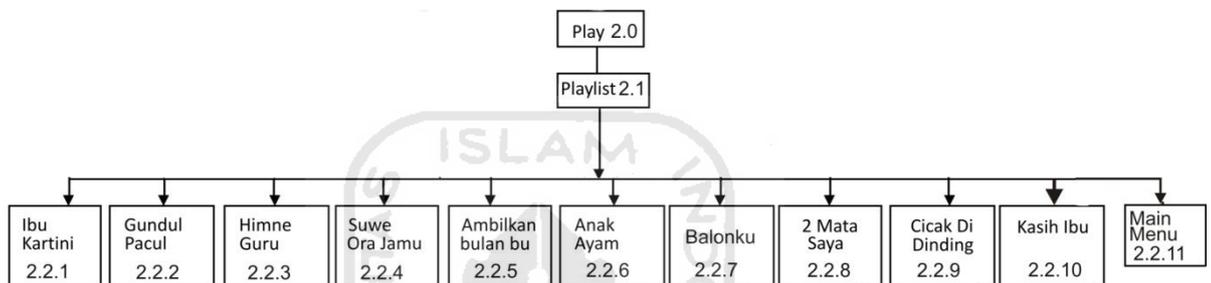 Play 2.0
Playlist 2.1
ISLAM
Ibu
Kartini
2.2.1
Gundul
Pacul
2.2.2
Himne
Guru
2.2.3
Suwe
Ora Jamu
2.2.4
Ambilkan
bulan bu
2.2.5
Anak
Ayam
2.2.6
Balonku
2.2.7
2 Mata
Saya
2.2.8
Cicak Di
Dinding
2.2.9
Kasih Ibu
2.2.10
Main
Menu
2.2.11